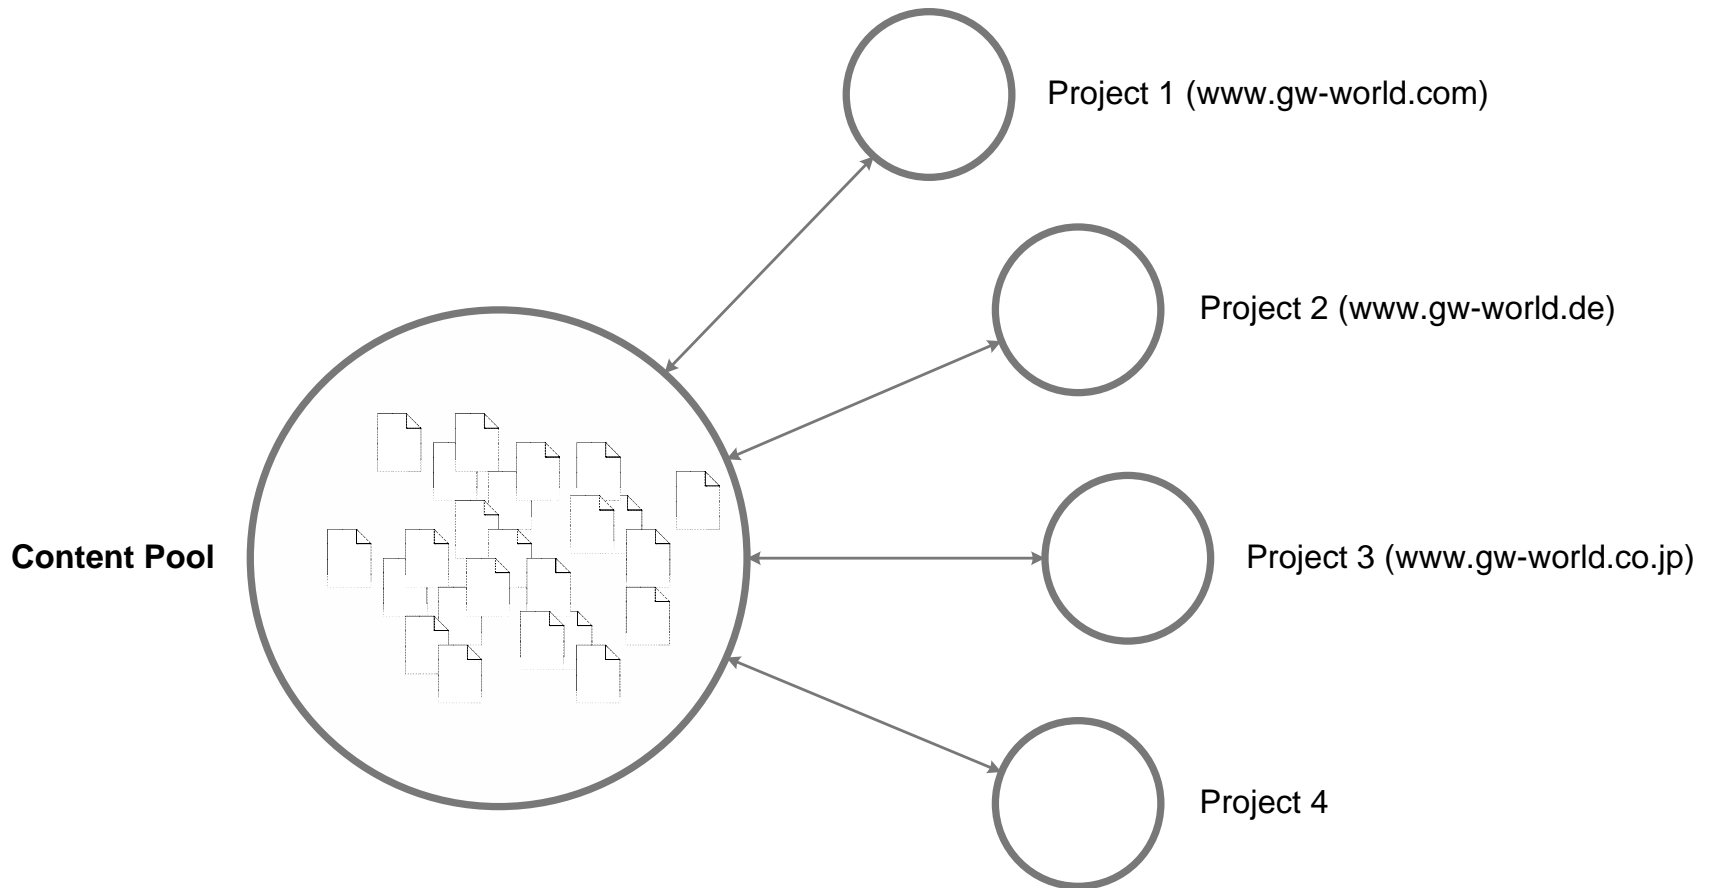 Project 1 (www.gw-world.com)
Project 2 (www.gw-world.de)
Content Pool
Project 3 (www.gw-world.co.jp)
Project 4